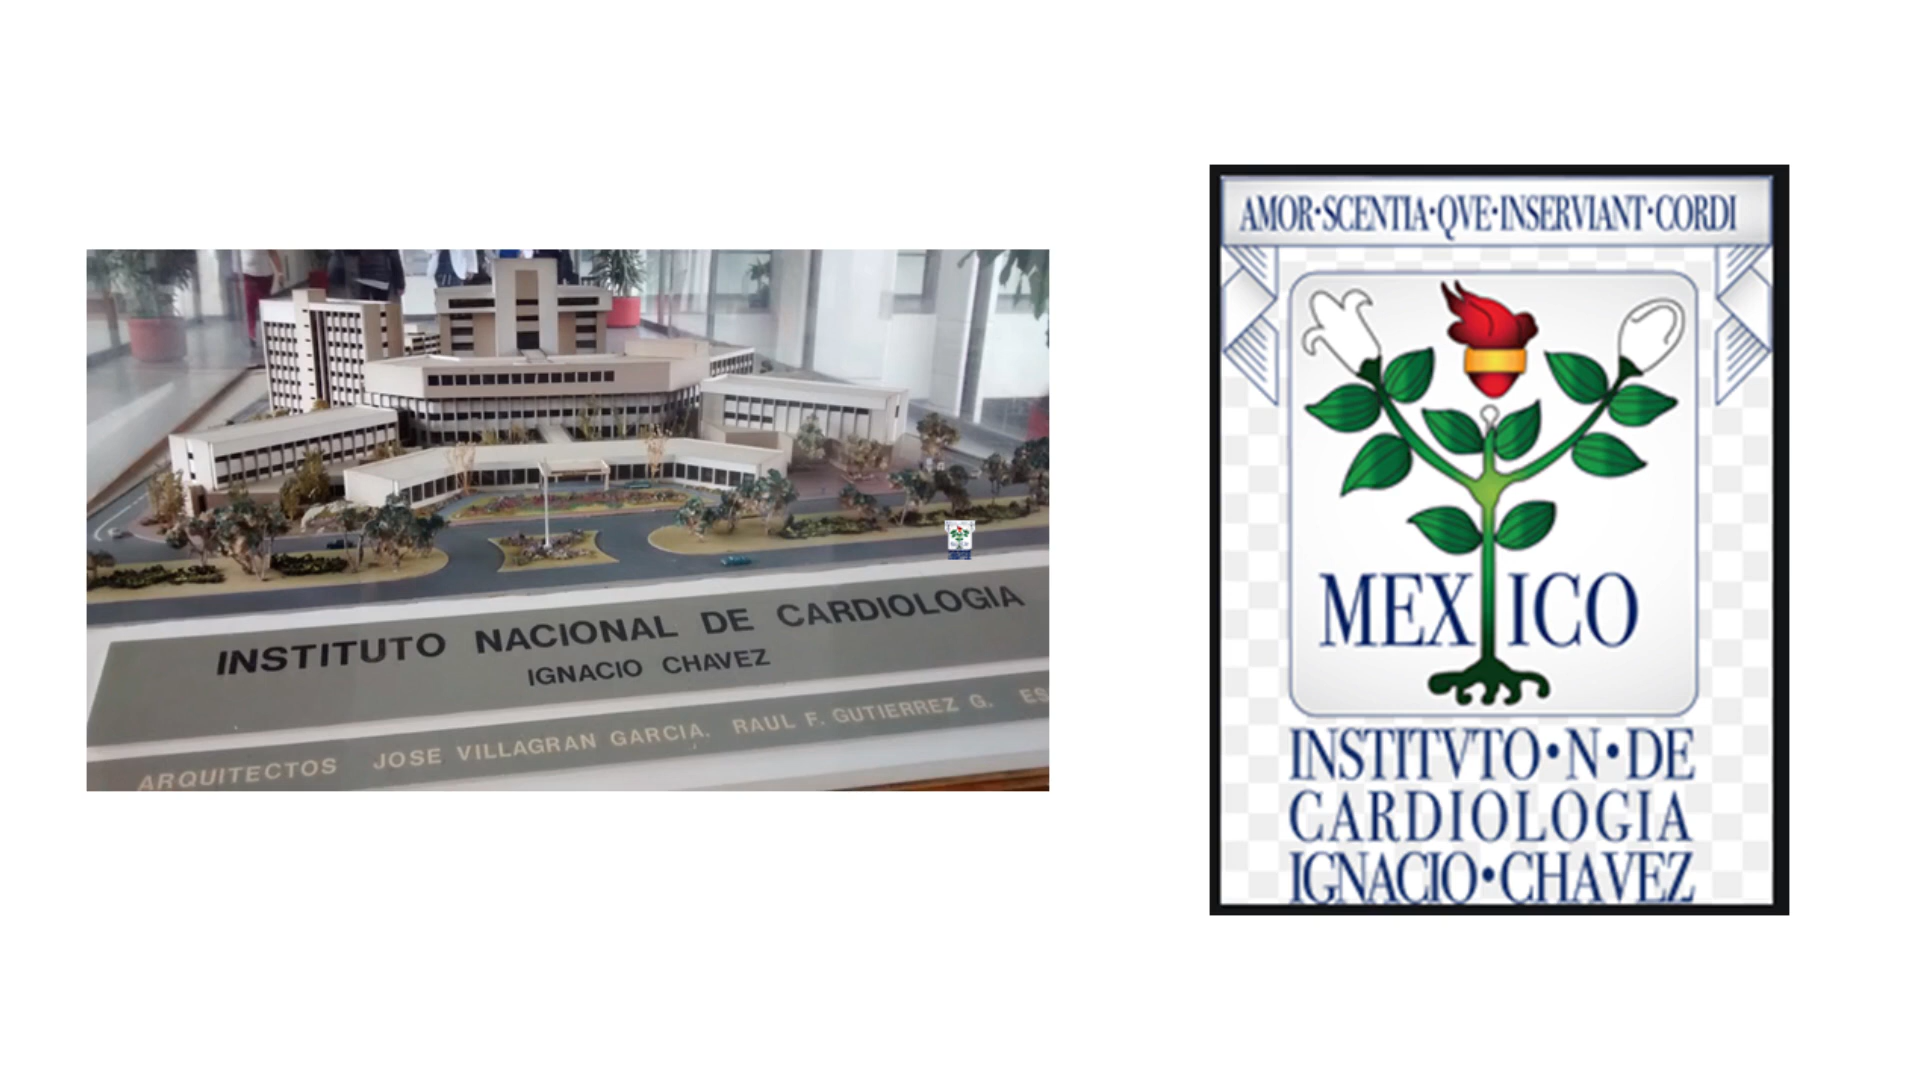 INSTITUTO NACIONAL DE CARDIOLOGIA
IGNACIO CHAVEZ
ARQUITECTOS JOSE VILLAGRAN GARCIA. RAUL F. GUTIERREZ G. ES
AMOR·SCENTIA·QVE·INSERVIANT·CORDI
MEXICO
INSTITVTO•N•DE
CARDIOLOGIA
IGNACIO•CHAVEZ